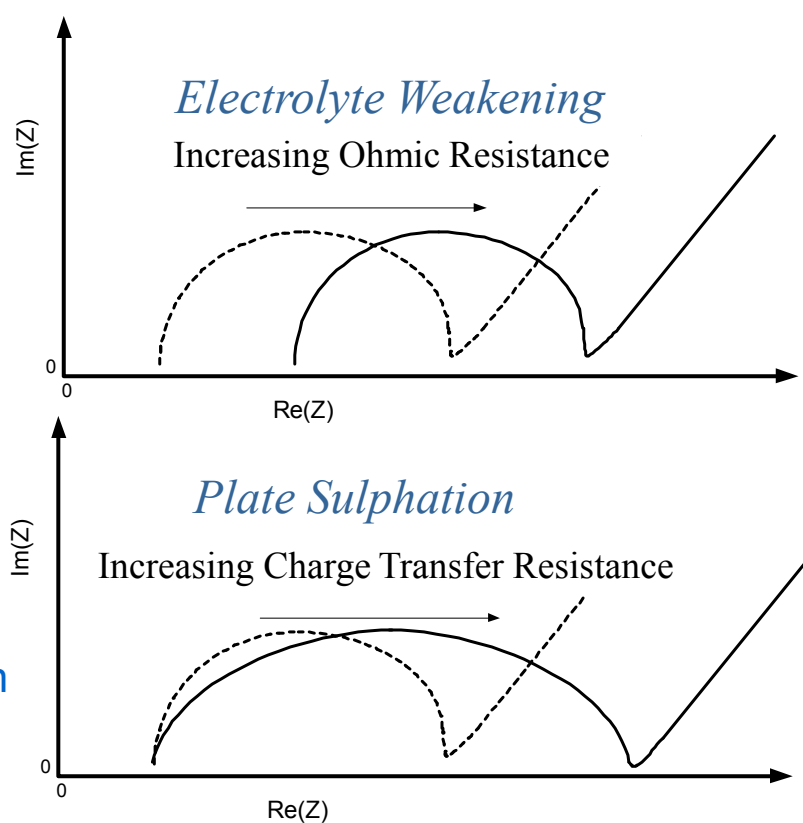 Electrolyte Weakening
Increasing Ohmic Resistance
Im(Z)
0
0
Re(Z)
Plate Sulphation
Increasing Charge Transfer Resistance
Im(Z)
n
0
0
Re(Z)